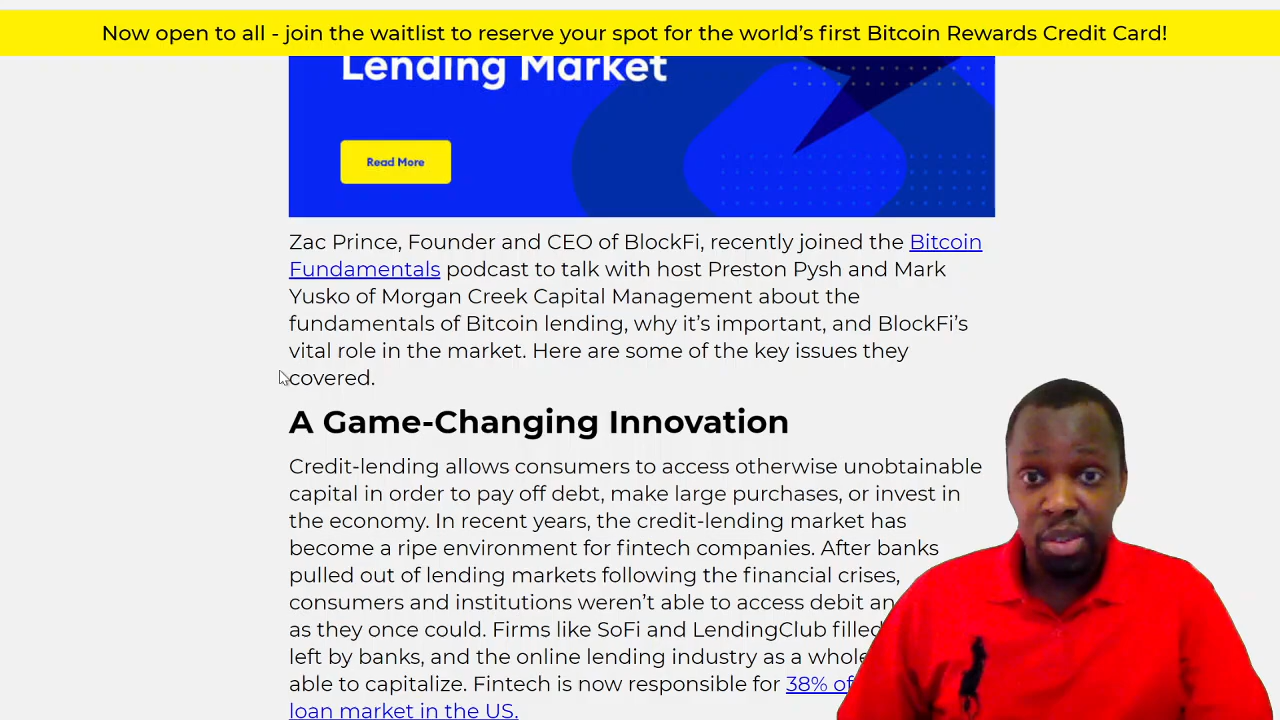 Now open to all - join the waitlist to reserve your spot for the world’s first Bitcoin Rewards Credit Card!
Lending Market
Read More
Zac Prince, Founder and CEO of BlockFi, recently joined the Bitcoin
Fundamentals podcast to talk with host Preston Pysh and Mark
Yusko of Morgan Creek Capital Management about the
fundamentals of Bitcoin lending, why it’s important, and BlockFi’s
vital role in the market. Here are some of the key issues they
covered.
A Game-Changing Innovation
Credit-lending allows consumers to access otherwise unobtainable
capital in order to pay off debt, make large purchases, or invest in
the economy. In recent years, the credit-lending market has
become a ripe environment for fintech companies. After banks
pulled out of lending markets following the financial crises,
consumers and institutions weren’t able to access debit
as they once could. Firms like SoFi and LendingClub filled
left by banks, and the online lending industry as a whole
able to capitalize. Fintech is now responsible for 38% of
loan market in the US.